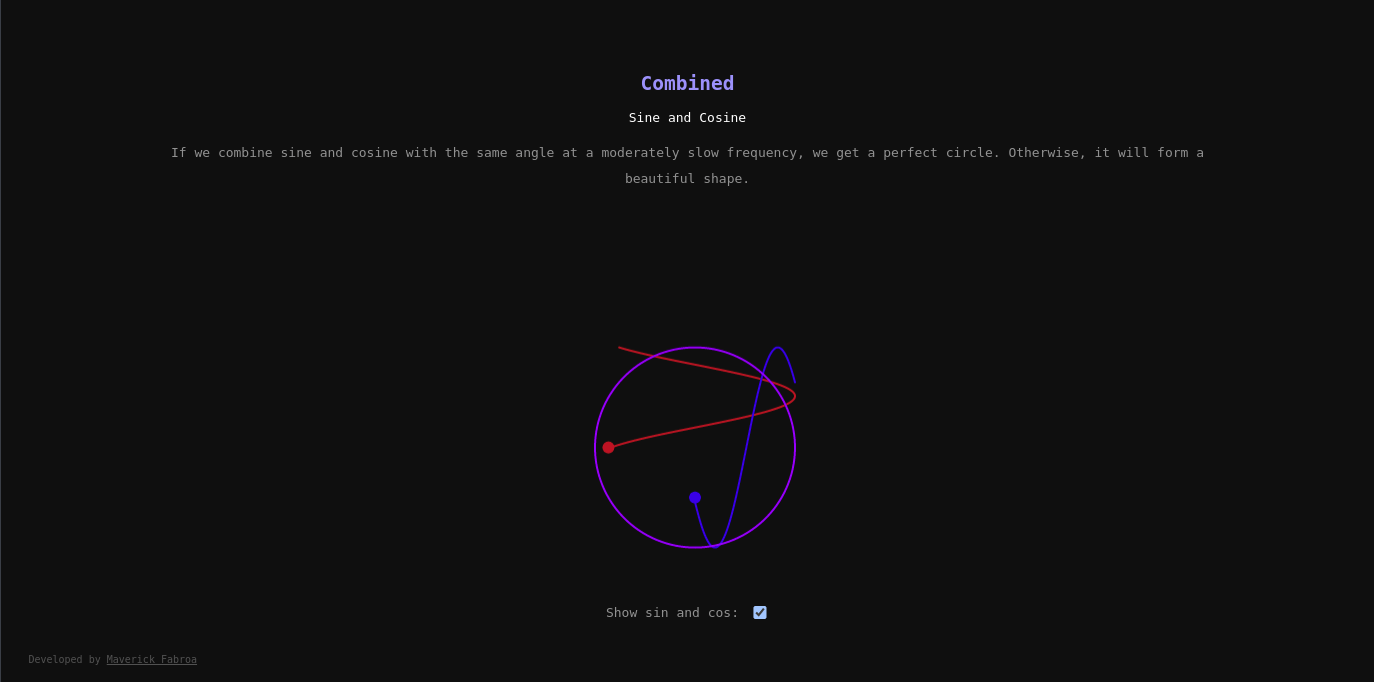 Combined
Sine and Cosine
If we combine sine and cosine with the same angle at a moderately slow frequency, we get a perfect circle. Otherwise, it will form a
beautiful shape.
Show sin and cos:
Developed by Maverick Fabroa